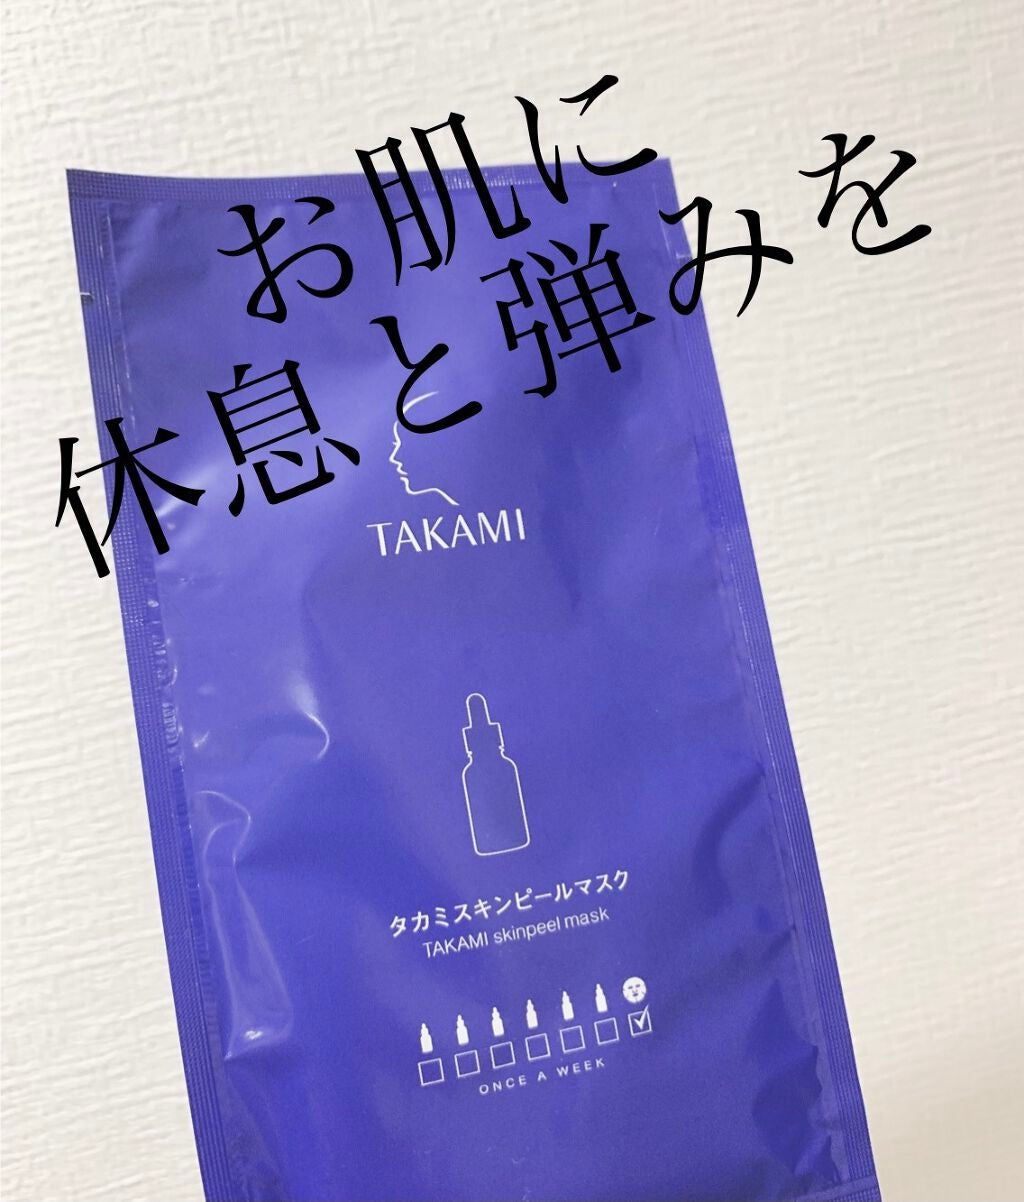 お肌に
休息と弾みを
TAKAMI
タカミスキンピールマスク
TAKAMI skinpeel mask
ONCE A WEEK